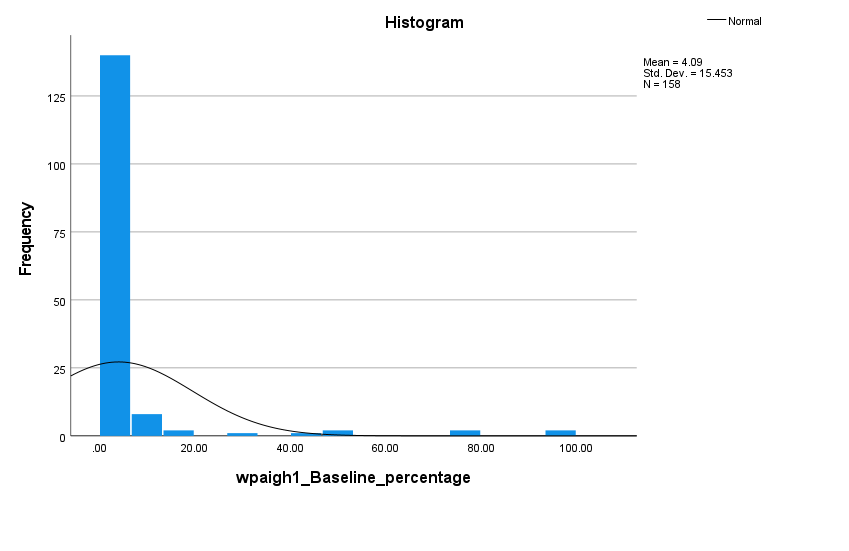 Histogram
Normal
Mean = 4.09
Std. Dev. = 15.453
N = 158
Frequency
125
100
75
50
25
0
.00 20.00 40.00 60.00 80.00 100.00
wpaigh1_Baseline_percentage